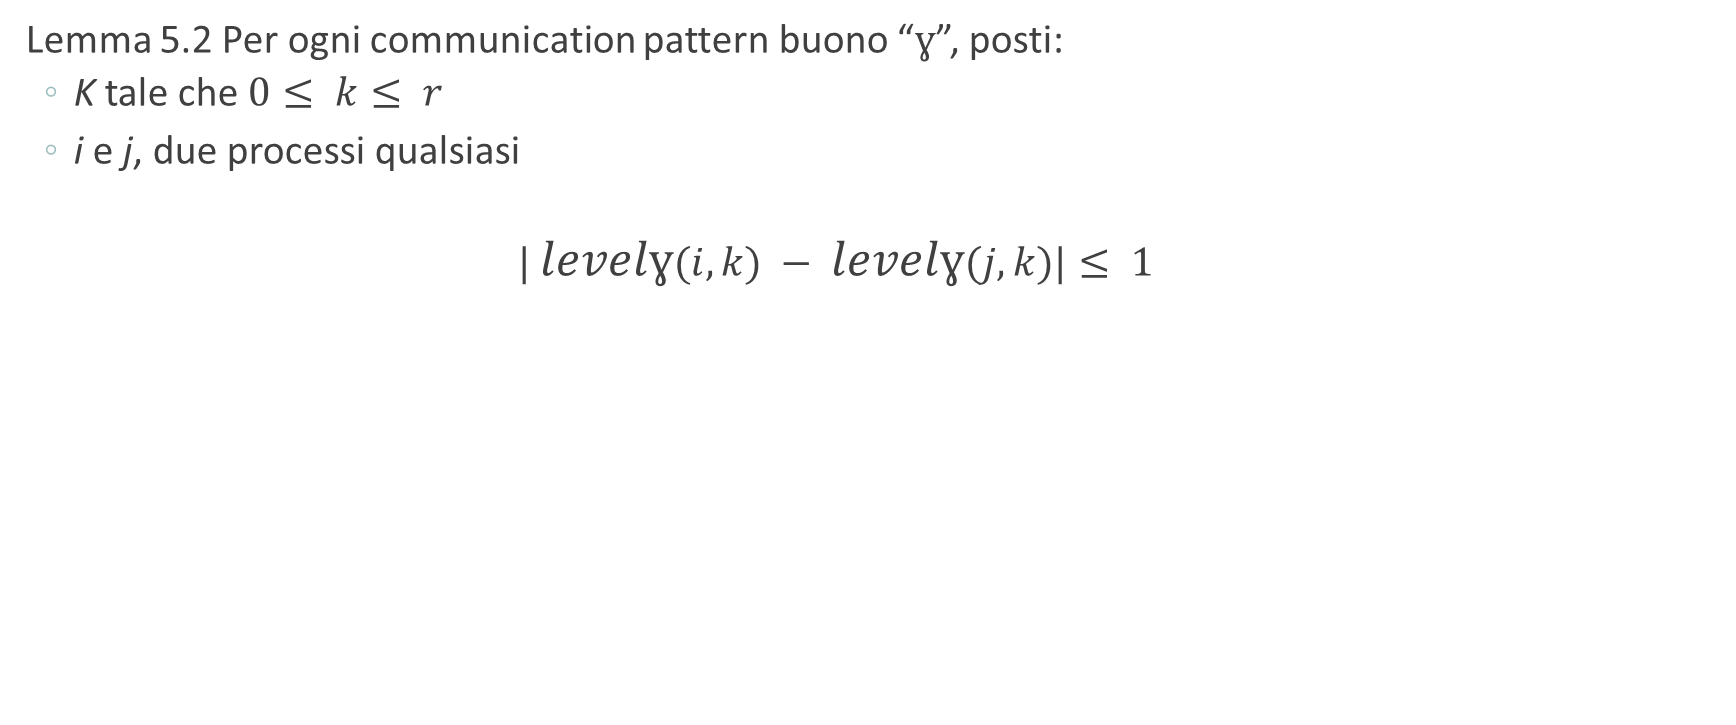 Lemma 5.2 Per ogni communication pattern buono “ɣ”, posti:
◦ K tale che 0 ≤ k ≤ r
◦ i e j, due processi qualsiasi
| levelɣ(i, k) − levelɣ(j, k)| ≤ 1